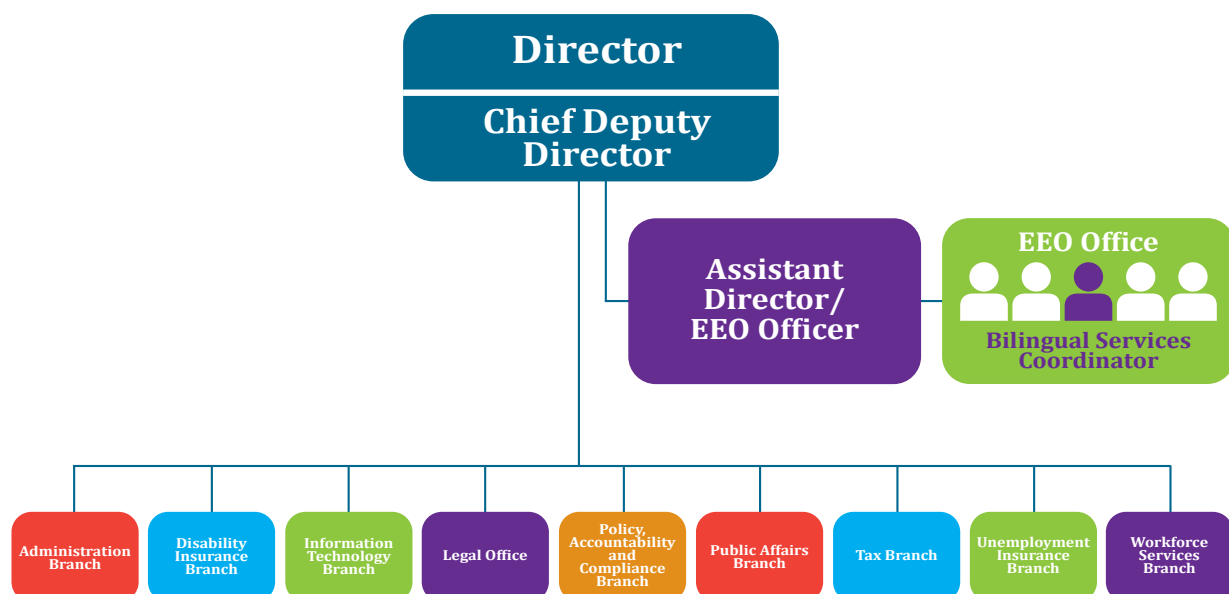 Director
Chief Deputy
Director
Assistant
Director/
EEO Officer
EEO Office
Bilingual Services
Coordinator
Administration
Branch
Disability
Insurance
Branch
Information
Technology
Branch
Legal Office
Policy,
Accountability
and
Compliance
Branch
Public Affairs
Branch
Tax Branch
Unemployment
Insurance
Branch
Workforce
Services
Branch